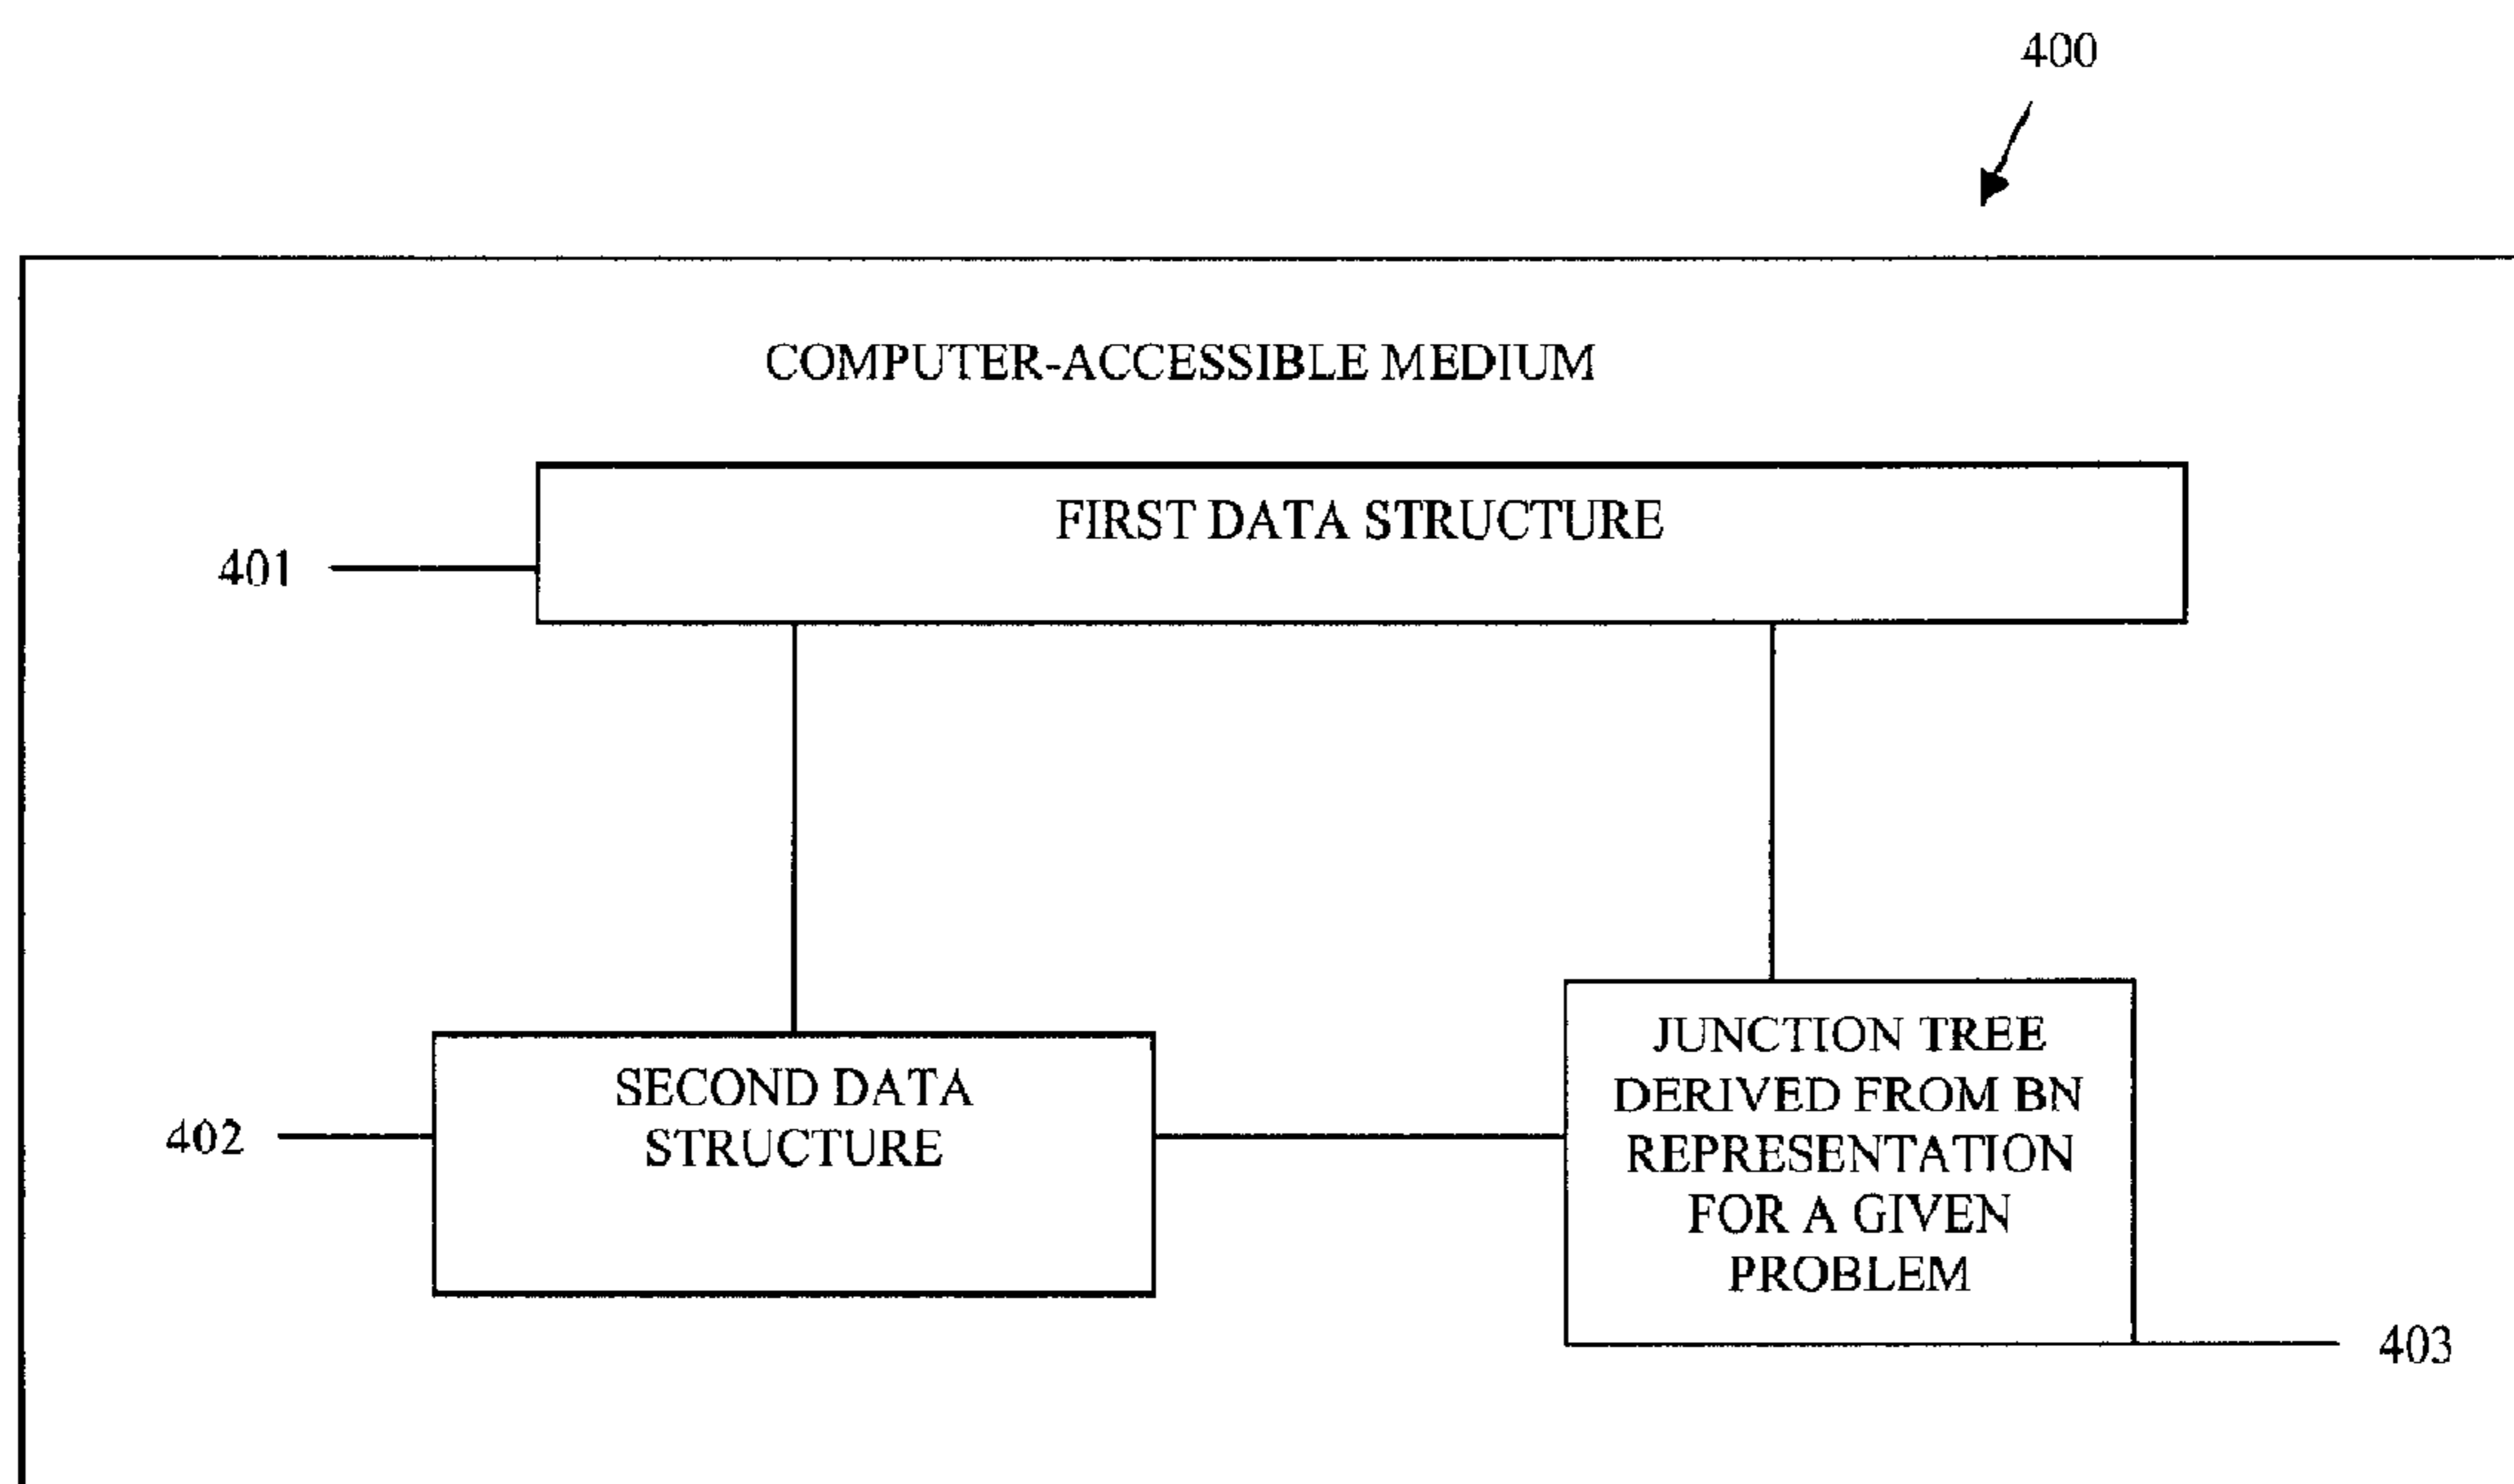 400
COMPUTER-ACCESSIBLE MEDIUM
FIRST DATA STRUCTURE
401
SECOND DATA
STRUCTURE
402
JUNCTION TREE
DERIVED FROM BN
REPRESENTATION
FOR A GIVEN
PROBLEM
403